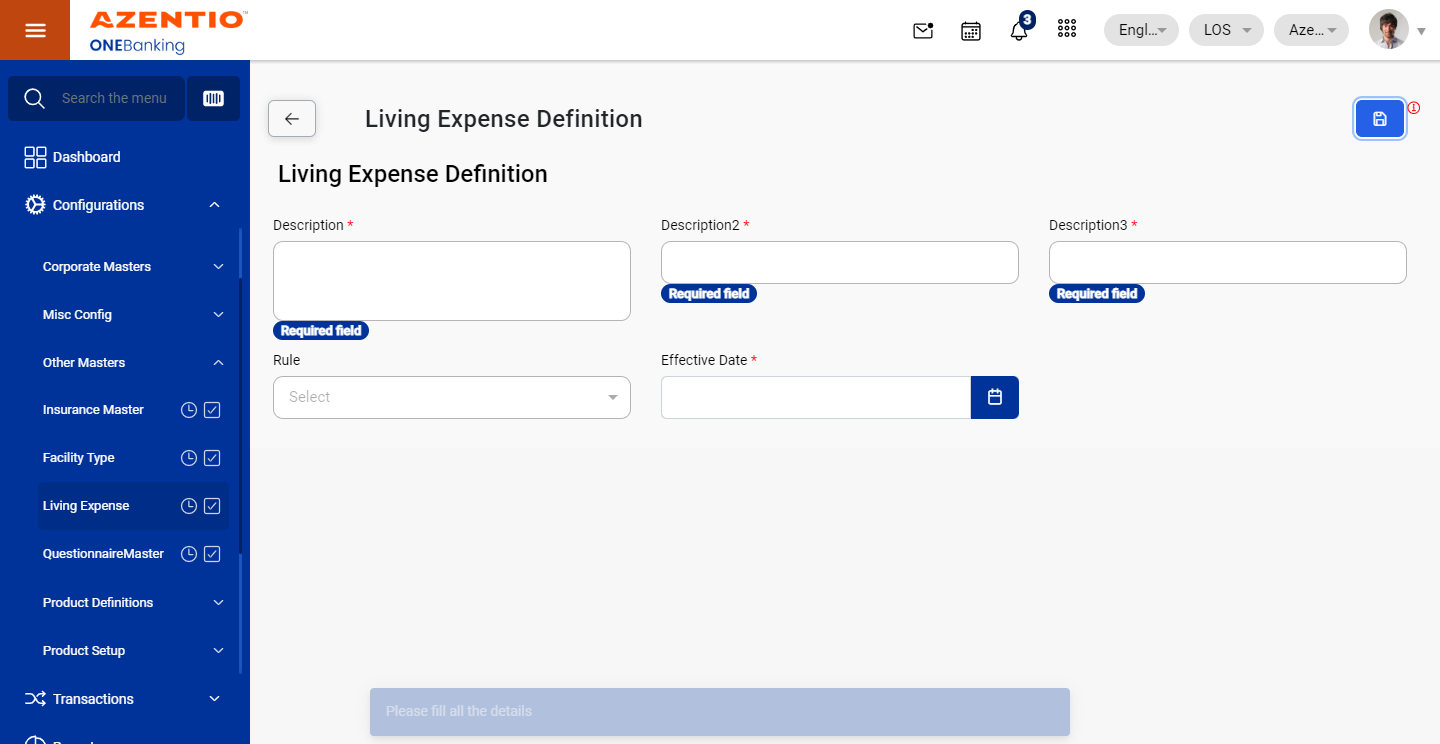 AZENTIO™
ONEBanking
3
Engl...
LOS
Aze...
Search the menu
Dashboard
Configurations
Corporate Masters
Misc Config
Other Masters
Insurance Master
Facility Type
Living Expense
QuestionnaireMaster
Product Definitions
Product Setup
Transactions
Living Expense Definition
Living Expense Definition
Description *
Description2 *
Description3 *
Required field
Required field
Required field
Rule
Effective Date *
Select
Please fill all the details